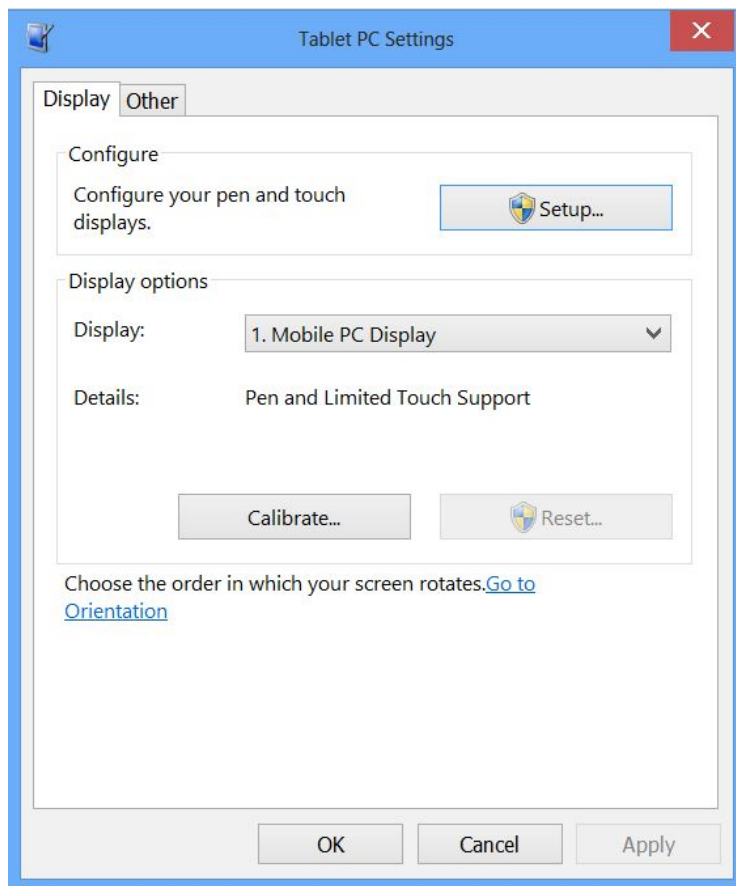 Tablet PC Settings
Display
Other
Configure
Configure your pen and touch
displays.
Setup...
Display options
Display:
1. Mobile PC Display
Details:
Pen and Limited Touch Support
Calibrate...
Reset...
Choose the order in which your screen rotates.Go to
Orientation
OK
Cancel
Apply